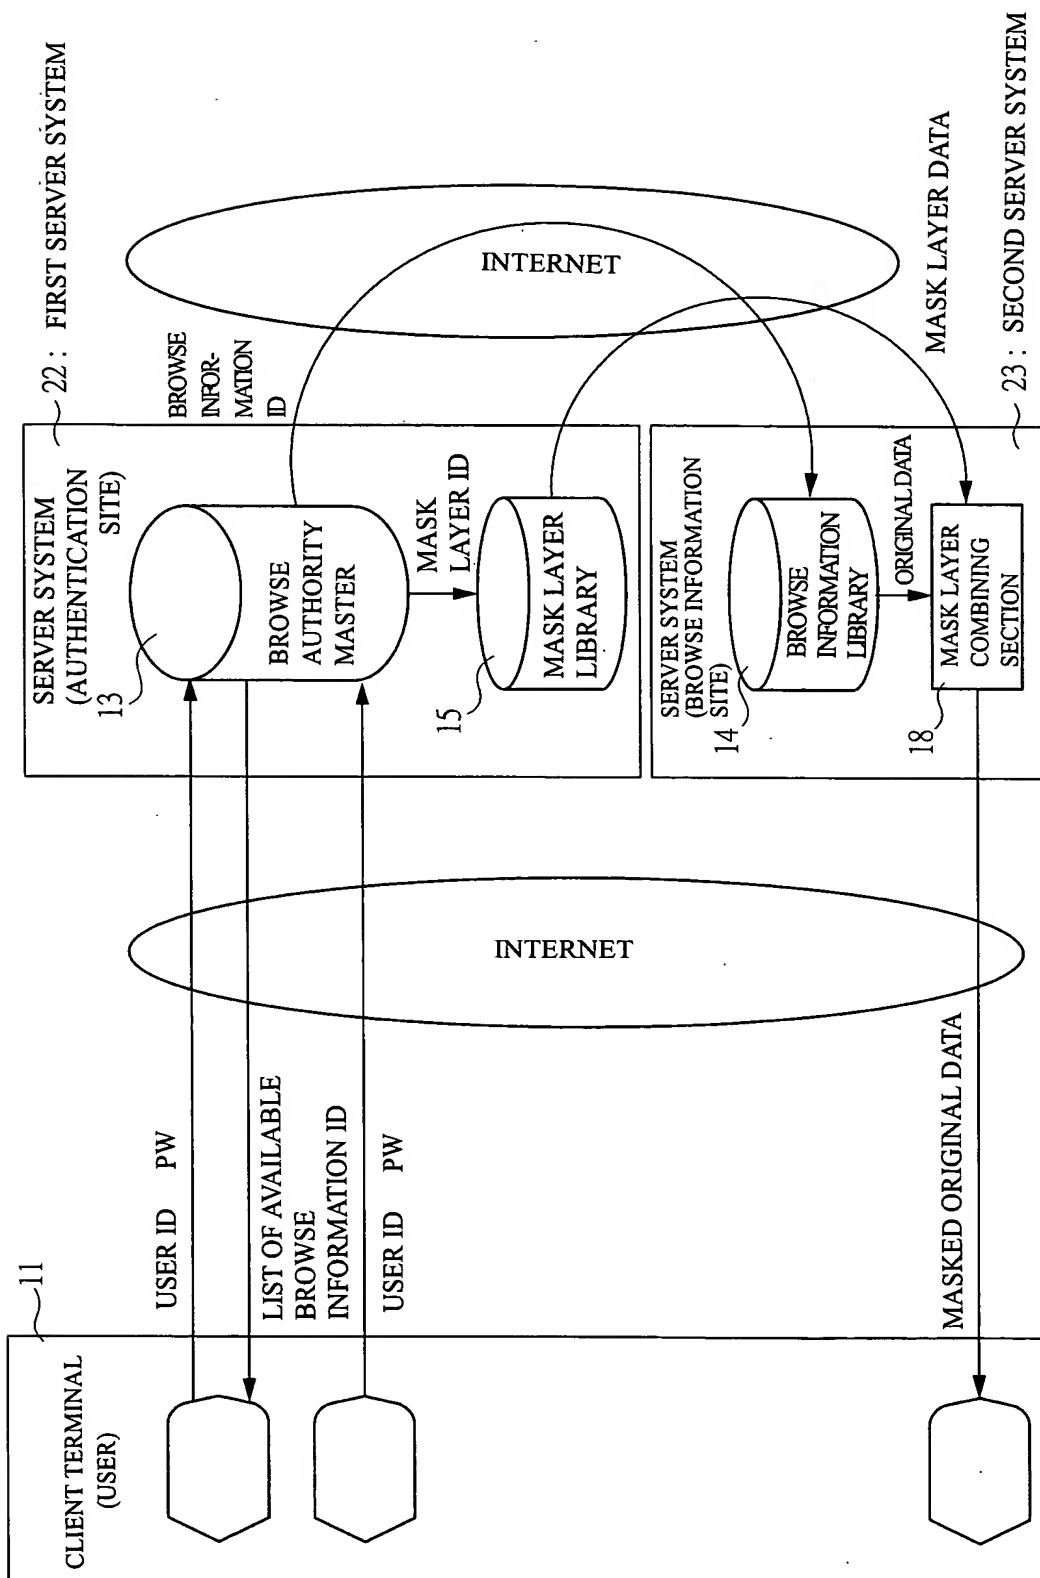 CLIENT TERMINAL
(USER)
11
USER ID PW
LIST OF AVAILABLE
BROWSE
INFORMATION ID
USER ID PW
MASKED ORIGINAL DATA
INTERNET
SERVER SYSTEM
(AUTHENTICATION
SITE)
22 : FIRST SERVER SYSTEM
13
BROWSE
AUTHORITY
MASTER
BROWSE
INFOR-
MATION
ID
MASK
LAYER ID
15
MASK LAYER
LIBRARY
INTERNET
SERVER SYSTEM
(BROWSE INFORMATION
SITE)
14
BROWSE
INFORMATION
LIBRARY
ORIGINAL DATA
18
MASK LAYER
COMBINING
SECTION
MASK LAYER DATA
23 : SECOND SERVER SYSTEM